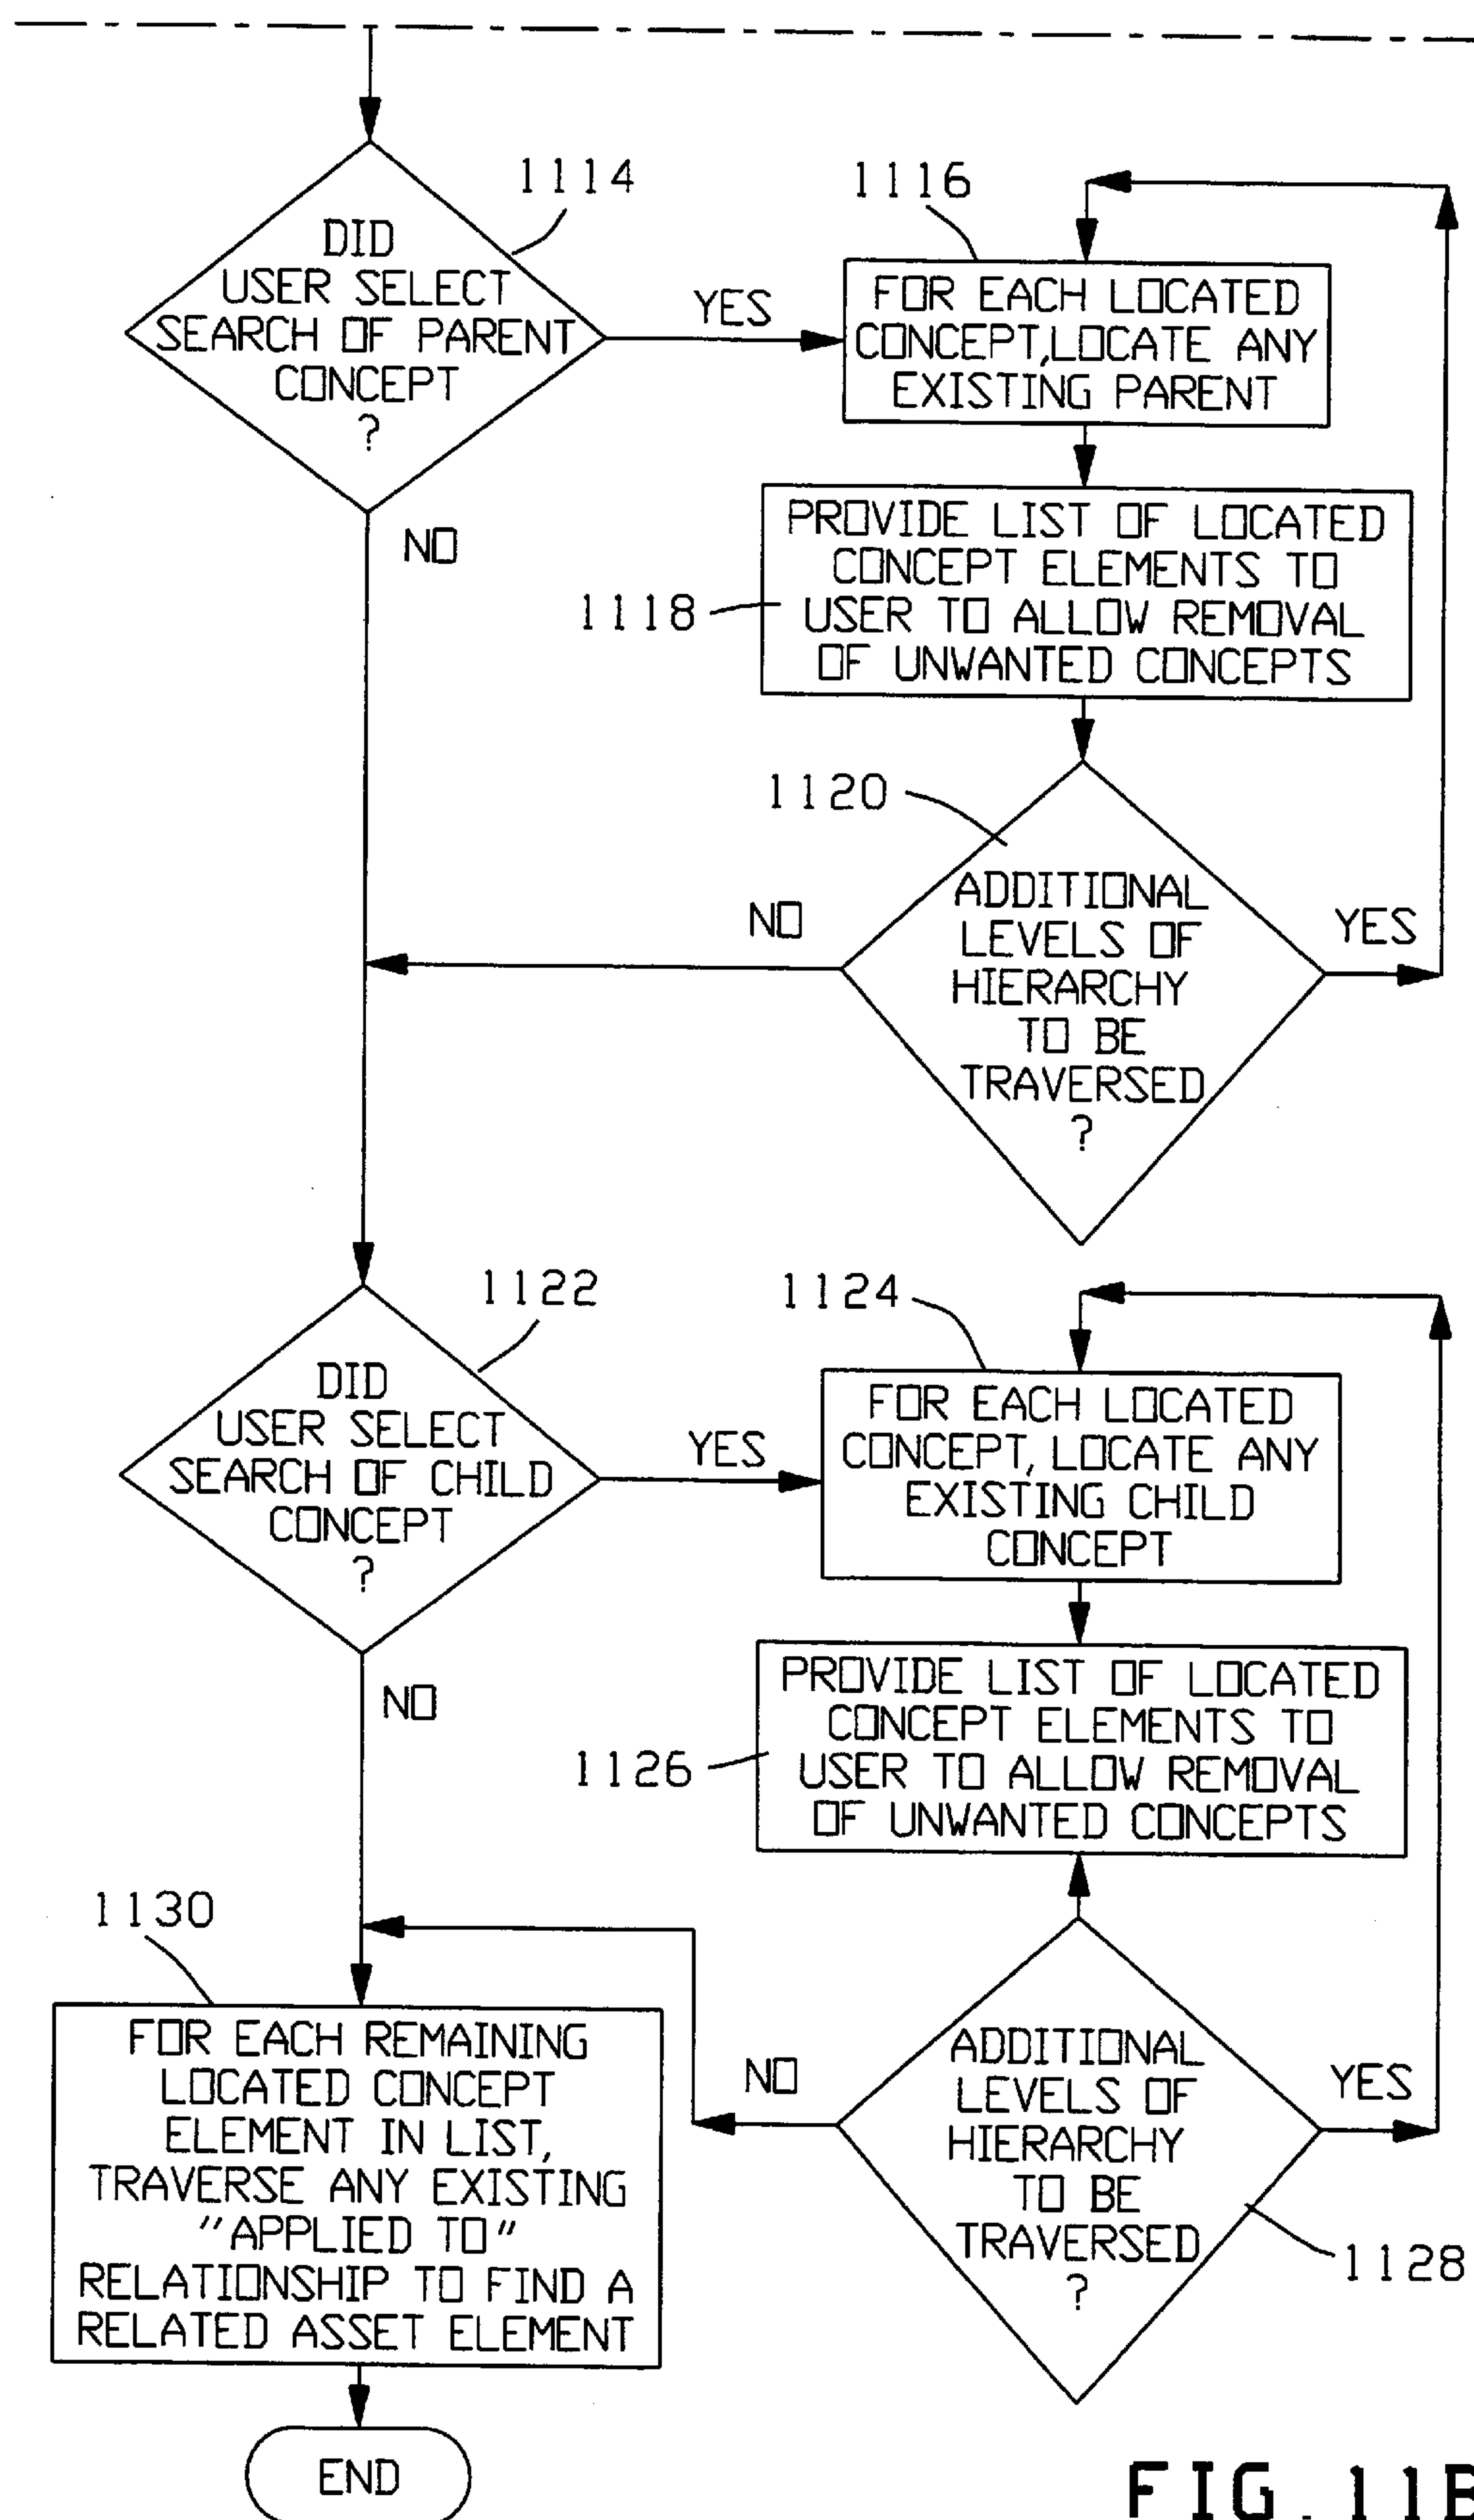 1114
DID
USER SELECT
SEARCH OF PARENT
CONCEPT
?
YES
NO
1116
FOR EACH LOCATED
CONCEPT,LOCATE ANY
EXISTING PARENT
1118
PROVIDE LIST OF LOCATED
CONCEPT ELEMENTS TO
USER TO ALLOW REMOVAL
OF UNWANTED CONCEPTS
1120
ADDITIONAL
LEVELS OF
HIERARCHY
TO BE
TRAVERSED
?
NO
YES
1122
DID
USER SELECT
SEARCH OF CHILD
CONCEPT
?
YES
NO
1124
FOR EACH LOCATED
CONCEPT, LOCATE ANY
EXISTING CHILD
CONCEPT
1126
PROVIDE LIST OF LOCATED
CONCEPT ELEMENTS TO
USER TO ALLOW REMOVAL
OF UNWANTED CONCEPTS
ADDITIONAL
LEVELS OF
HIERARCHY
TO BE
TRAVERSED
?
NO
YES
1128
1130
FOR EACH REMAINING
LOCATED CONCEPT
ELEMENT IN LIST,
TRAVERSE ANY EXISTING
"APPLIED TO"
RELATIONSHIP TO FIND A
RELATED ASSET ELEMENT
END
FIG. 11B